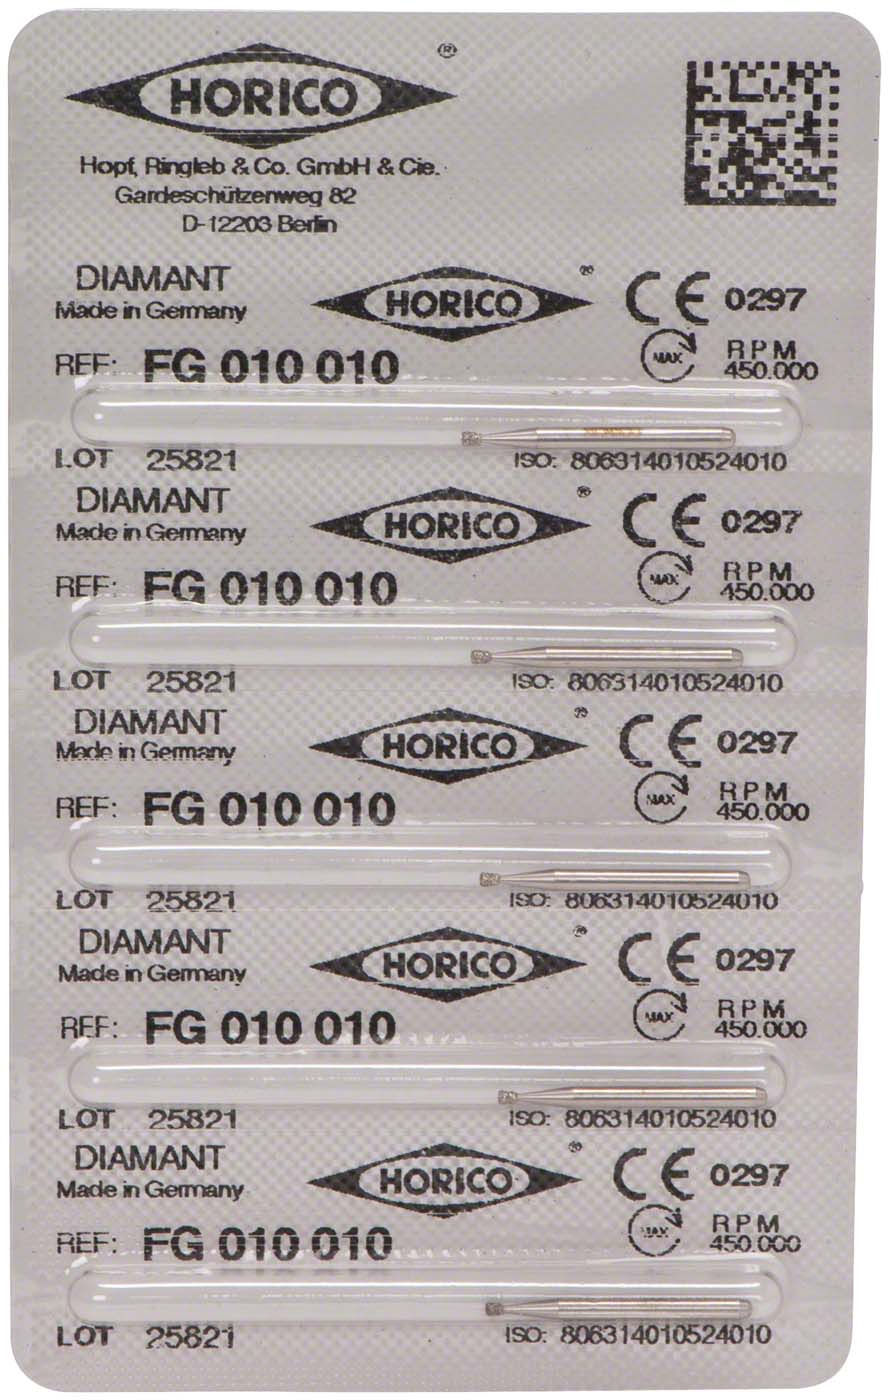 HORICO ®
Hopf, Ringleb & Co. GmbH & Cie.
Gardeschützenweg 82
D-12203 Berlin
DIAMANT HORICO ® CE 0297
Made in Germany
REF: FG 010 010 MAX RPM 450.000
LOT 25821 ISO: 806314010524010
DIAMANT HORICO ® CE 0297
Made in Germany
REF: FG 010 010 MAX RPM 450.000
LOT 25821 ISO: 806314010524010
DIAMANT HORICO ® CE 0297
Made in Germany
REF: FG 010 010 MAX RPM 450.000
LOT 25821 ISO: 806314010524010
DIAMANT HORICO ® CE 0297
Made in Germany
REF: FG 010 010 MAX RPM 450.000
LOT 25821 ISO: 806314010524010
DIAMANT HORICO ® CE 0297
Made in Germany
REF: FG 010 010 MAX RPM 450.000
LOT 25821 ISO: 806314010524010